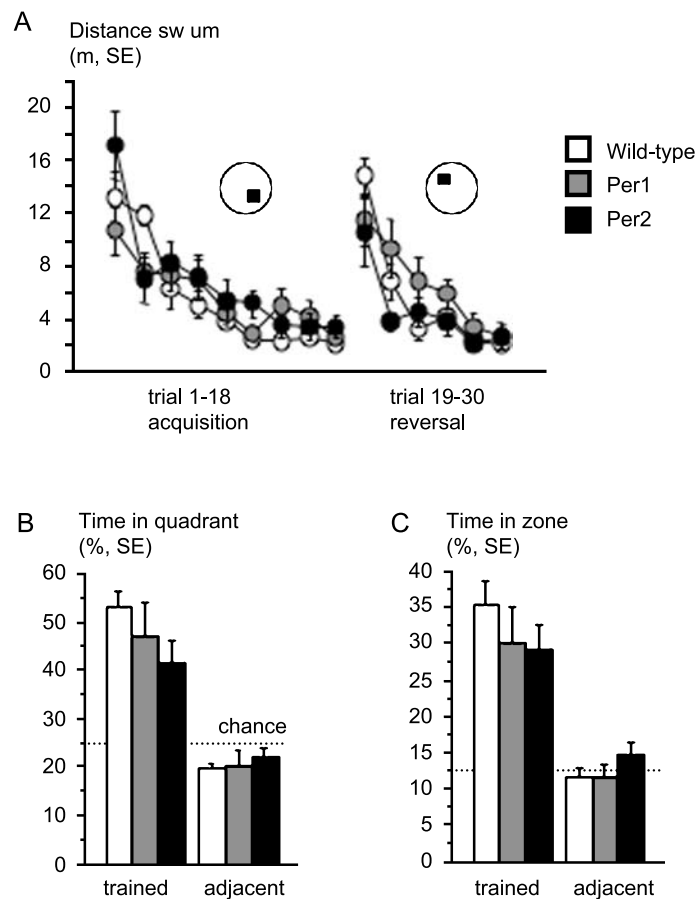 A
Distance sw um
(m, SE)
20
16
12
8
4
0
Wild-type
Per1
Per2
trial 1-18
acquisition
trial 19-30
reversal
B
Time in quadrant
(%, SE)
60
50
40
30
20
10
0
chance
trained
adjacent
C
Time in zone
(%, SE)
40
35
30
25
20
15
10
5
0
trained
adjacent